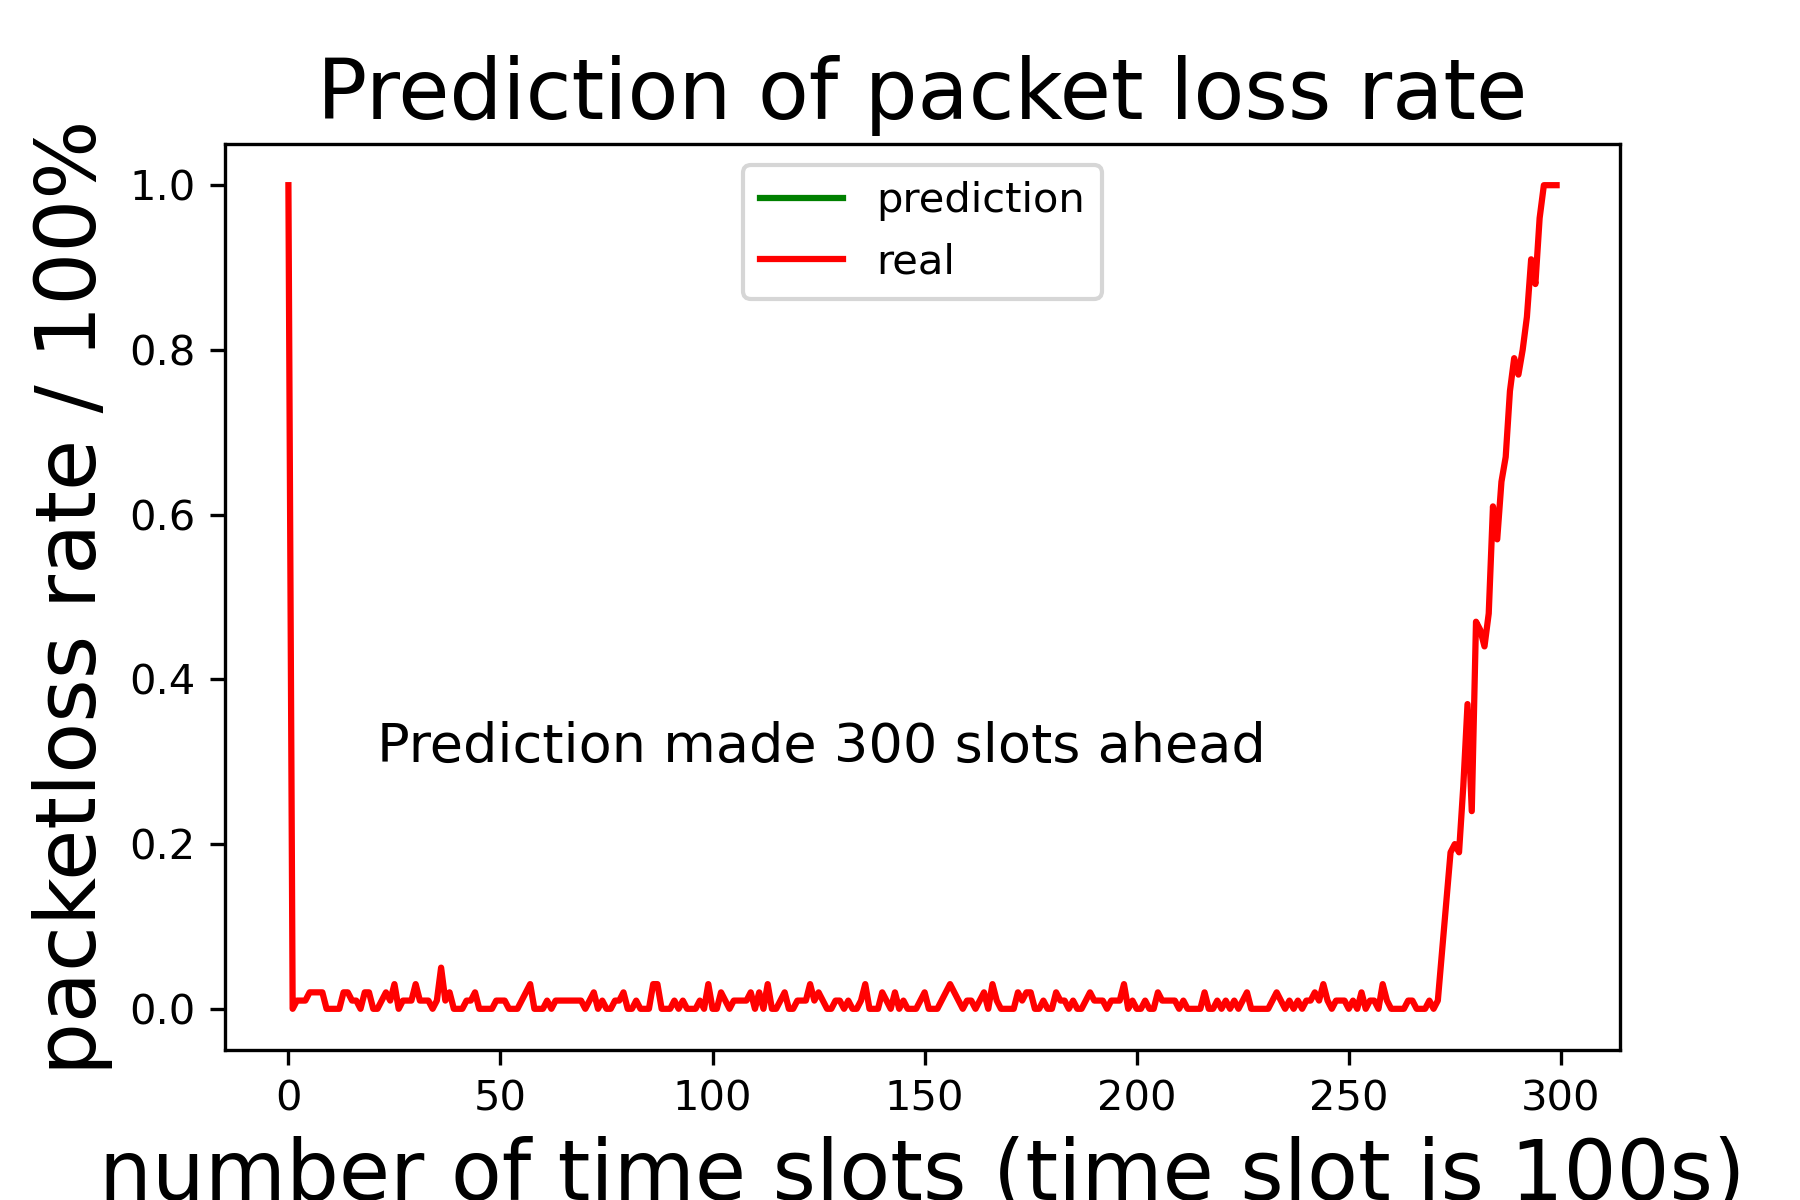 Prediction of packet loss rate
packetloss rate / 100%
1.0
0.8
0.6
0.4
0.2
0.0
prediction
real
Prediction made 300 slots ahead
0 50 100 150 200 250 300
number of time slots (time slot is 100s)